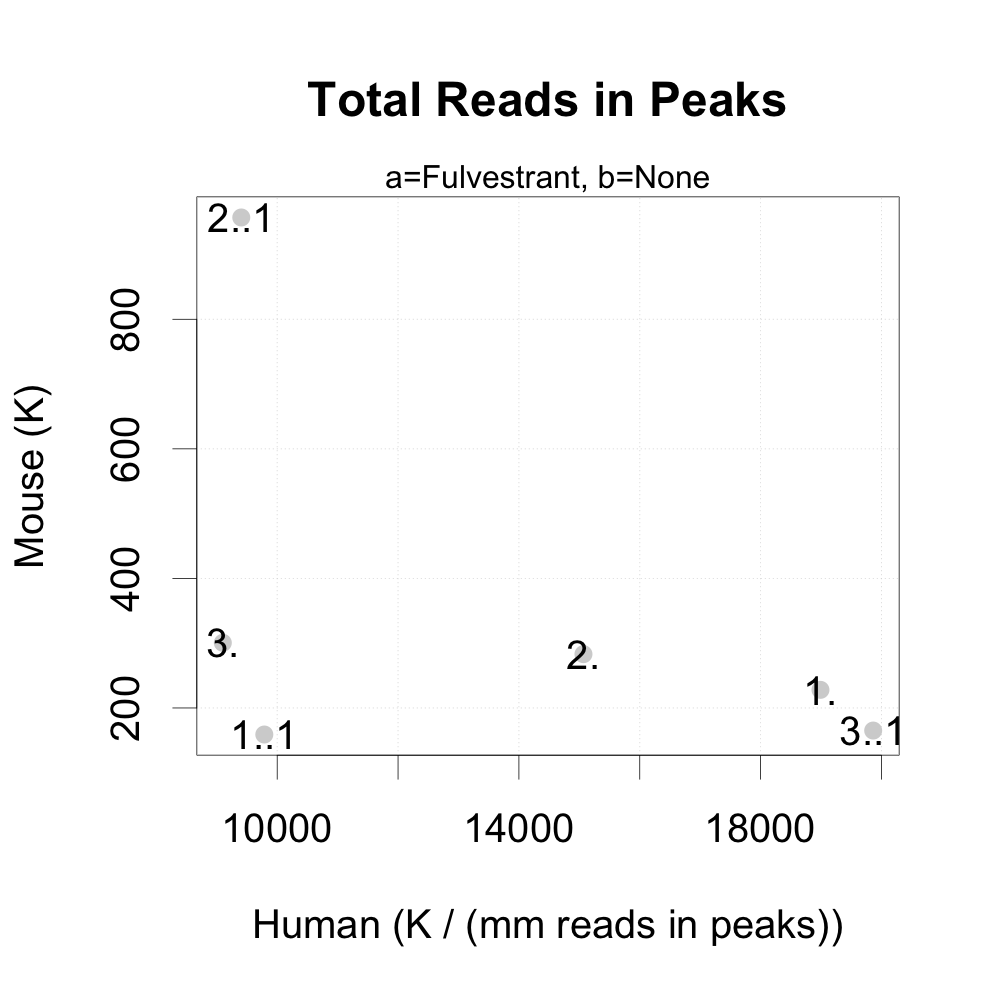 Total Reads in Peaks
a=Fulvestrant, b=None
2..1
800
600
Mouse (K)
400
3.
2.
200
1.
1..1
3..1
10000 14000 18000
Human (K / (mm reads in peaks))